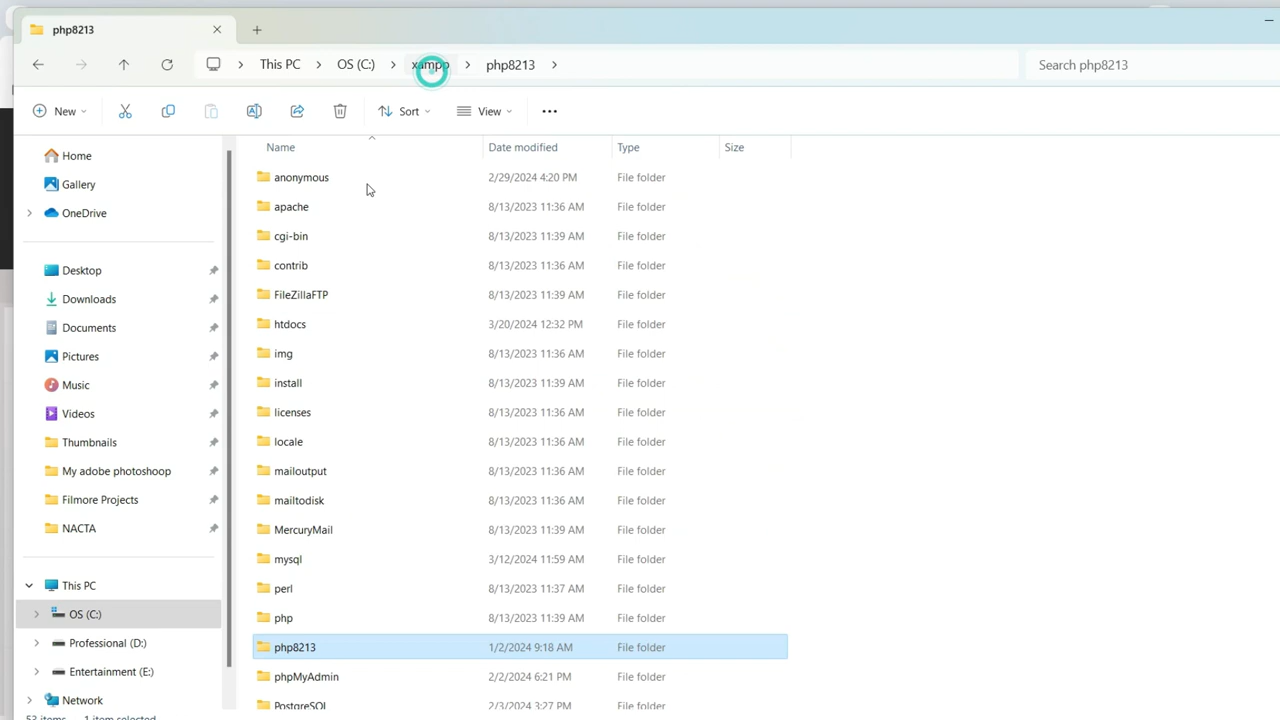 php8213
This PC > OS (C:) > xampp > php8213 >
Search php8213
New
Sort
View
Name
Date modified
Type
Size
Home
Gallery
OneDrive
Desktop
Downloads
Documents
Pictures
Music
Videos
Thumbnails
My adobe photoshoop
Filmore Projects
NACTA
This PC
OS (C:)
Professional (D:)
Entertainment (E:)
Network
anonymous 2/29/2024 4:20 PM File folder
apache 8/13/2023 11:36 AM File folder
cgi-bin 8/13/2023 11:39 AM File folder
contrib 8/13/2023 11:36 AM File folder
FileZillaFTP 8/13/2023 11:39 AM File folder
htdocs 3/20/2024 12:32 PM File folder
img 8/13/2023 11:36 AM File folder
install 8/13/2023 11:39 AM File folder
licenses 8/13/2023 11:36 AM File folder
locale 8/13/2023 11:36 AM File folder
mailoutput 8/13/2023 11:36 AM File folder
mailtodisk 8/13/2023 11:36 AM File folder
MercuryMail 8/13/2023 11:39 AM File folder
mysql 3/12/2024 11:59 AM File folder
perl 8/13/2023 11:37 AM File folder
php 8/13/2023 11:39 AM File folder
php8213 1/2/2024 9:18 AM File folder
phpMyAdmin 2/2/2024 6:21 PM File folder
PostgreSQL 2/3/2024 3:27 PM File folder
53 items 1 item selected